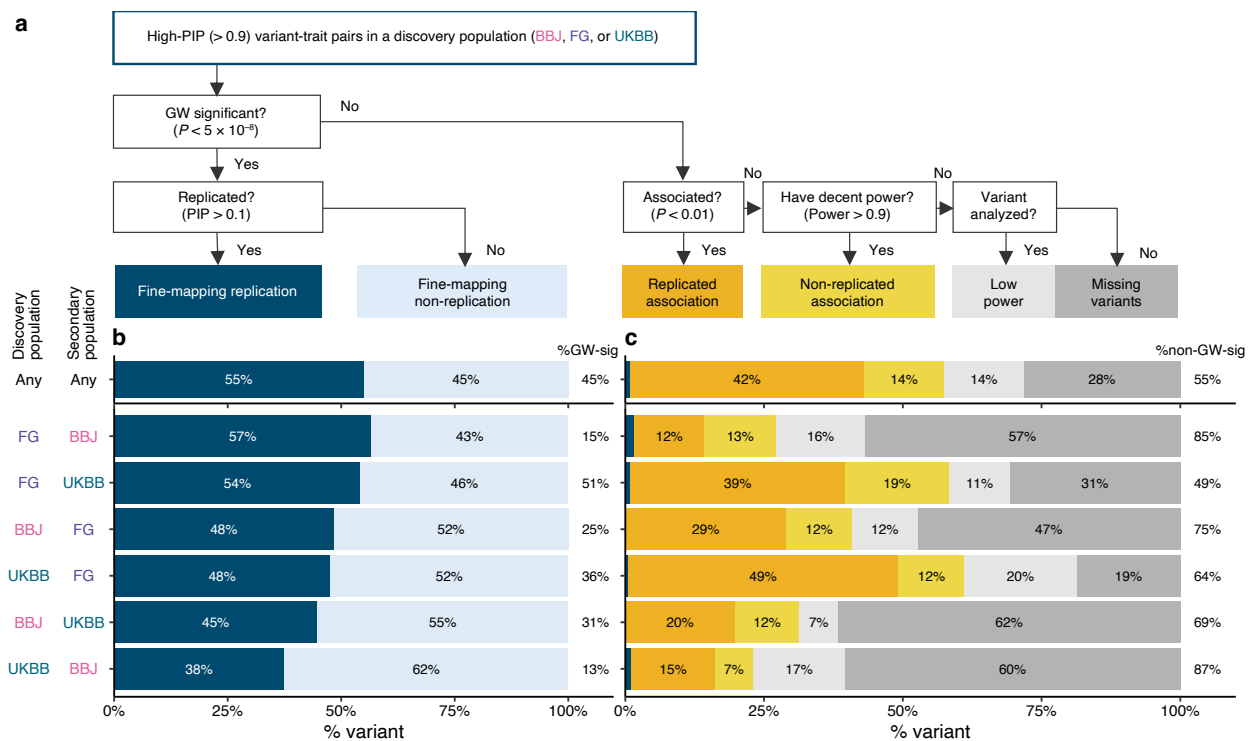 a
High-PIP (> 0.9) variant-trait pairs in a discovery population (BBJ, FG, or UKBB)
GW significant?
(P < 5 × 10⁻⁸)
No
Yes
Replicated?
(PIP > 0.1)
No
Yes
Associated?
(P < 0.01)
No
Have decent power?
(Power > 0.9)
No
Variant
analyzed?
Yes
Yes
Yes
No
Fine-mapping replication
Fine-mapping
non-replication
Replicated
association
Non-replicated
association
Low
power
Missing
variants
Discovery
population
Secondary
population
b
%GW-sig
c
%non-GW-sig
Any Any 55% 45% 45% 42% 14% 14% 28% 55%
FG BBJ 57% 43% 15% 12% 13% 16% 57% 85%
FG UKBB 54% 46% 51% 39% 19% 11% 31% 49%
BBJ FG 48% 52% 25% 29% 12% 12% 47% 75%
UKBB FG 48% 52% 36% 49% 12% 20% 19% 64%
BBJ UKBB 45% 55% 31% 20% 12% 7% 62% 69%
UKBB BBJ 38% 62% 13% 15% 7% 17% 60% 87%
0% 25% 50% 75% 100% 0% 25% 50% 75% 100%
% variant % variant